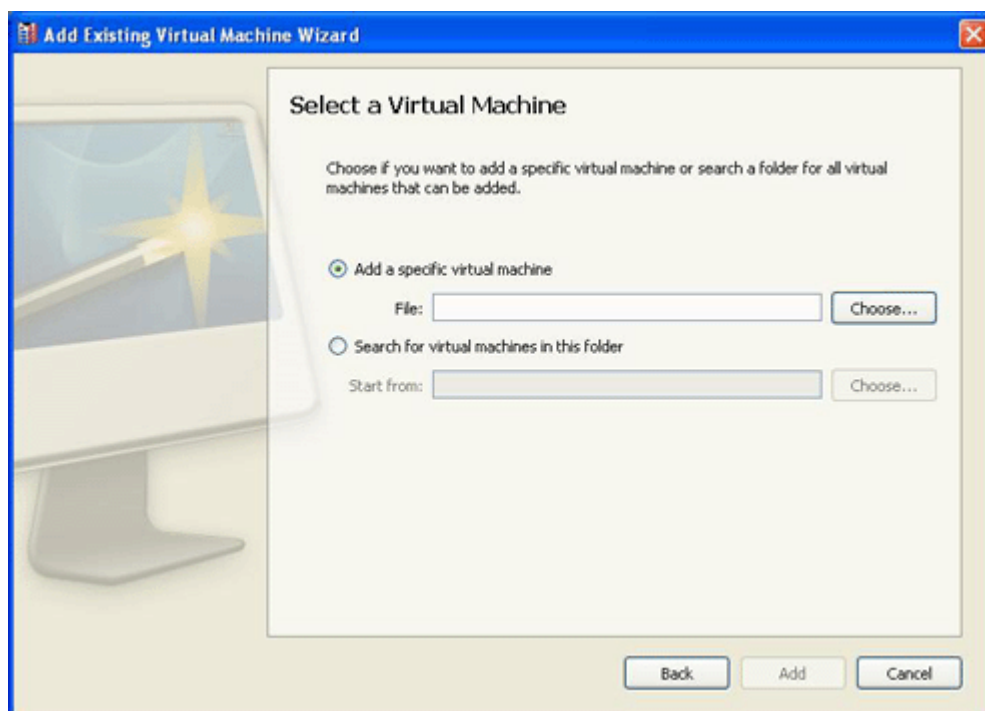 Add Existing Virtual Machine Wizard
Select a Virtual Machine
Choose if you want to add a specific virtual machine or search a folder for all virtual
machines that can be added.
Add a specific virtual machine
File:
Choose...
Search for virtual machines in this folder
Start from:
Choose...
Back
Add
Cancel